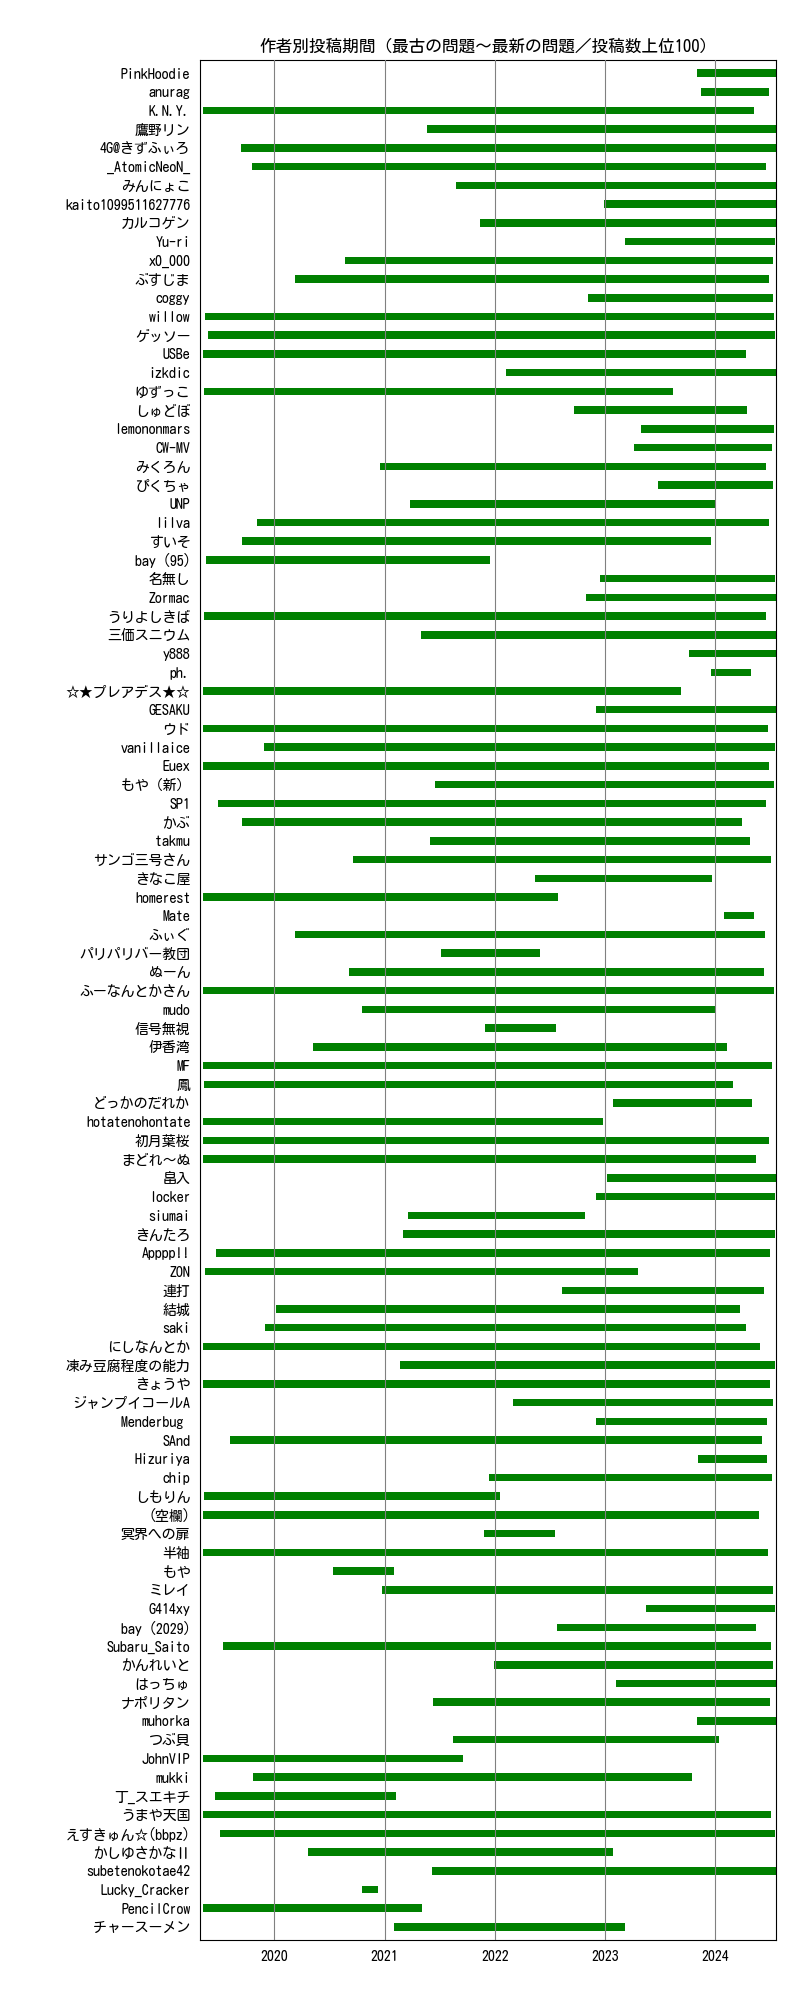 作者別投稿期間（最古の問題～最新の問題／投稿数上位100）
PinkHoodie
anurag
K.N.Y.
鷹野リン
4G@きずふぃろ
_AtomicNeoN_
みんにょこ
kaito1099511627776
カルコゲン
Yu-ri
x0_000
ぶすじま
coggy
willow
ゲッソー
USBe
izkdic
ゆずっこ
しゅどぼ
lemononmars
CW-MV
みくろん
ぴくちゃ
UNP
lilva
すいそ
bay (95)
名無し
Zormac
うりよしきば
三価スニウム
y888
ph.
☆★プレアデス★☆
GESAKU
ウド
vanillaice
Euex
もや（新）
SP1
かぶ
takmu
サンゴ三号さん
きなこ屋
homerest
Mate
ふぃぐ
パリパリバー教団
ぬーん
ふーなんとかさん
mudo
信号無視
伊香湾
MF
鳳
どっかのだれか
hotatenohontate
初月葉桜
まどれ～ぬ
畠入
locker
siumai
きんたろ
Appppll
ZON
連打
結城
saki
にしなんとか
凍み豆腐程度の能力
きょうや
ジャンプイコールA
Menderbug
SAnd
Hizuriya
chip
しもりん
(空欄)
冥界への扉
半袖
もや
ミレイ
G414xy
bay (2029)
Subaru_Saito
かんれいと
はっちゅ
ナポリタン
muhorka
つぶ貝
JohnVIP
mukki
丁_スエキチ
うまや天国
えすきゅん☆(bbpz)
かしゆさかなⅡ
subetenokotae42
Lucky_Cracker
PencilCrow
チャースーメン
2020 2021 2022 2023 2024